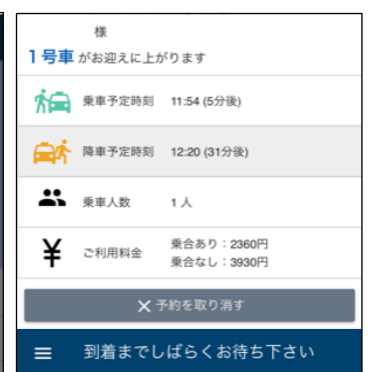 様
1号車 がお迎えに上がります
乗車予定時刻 11:54 (5分後)
降車予定時刻 12:20 (31分後)
乗車人数 1人
ご利用料金 乗合あり：2360円
乗合なし：3930円
✕ 予約を取り消す
到着までしばらくお待ち下さい